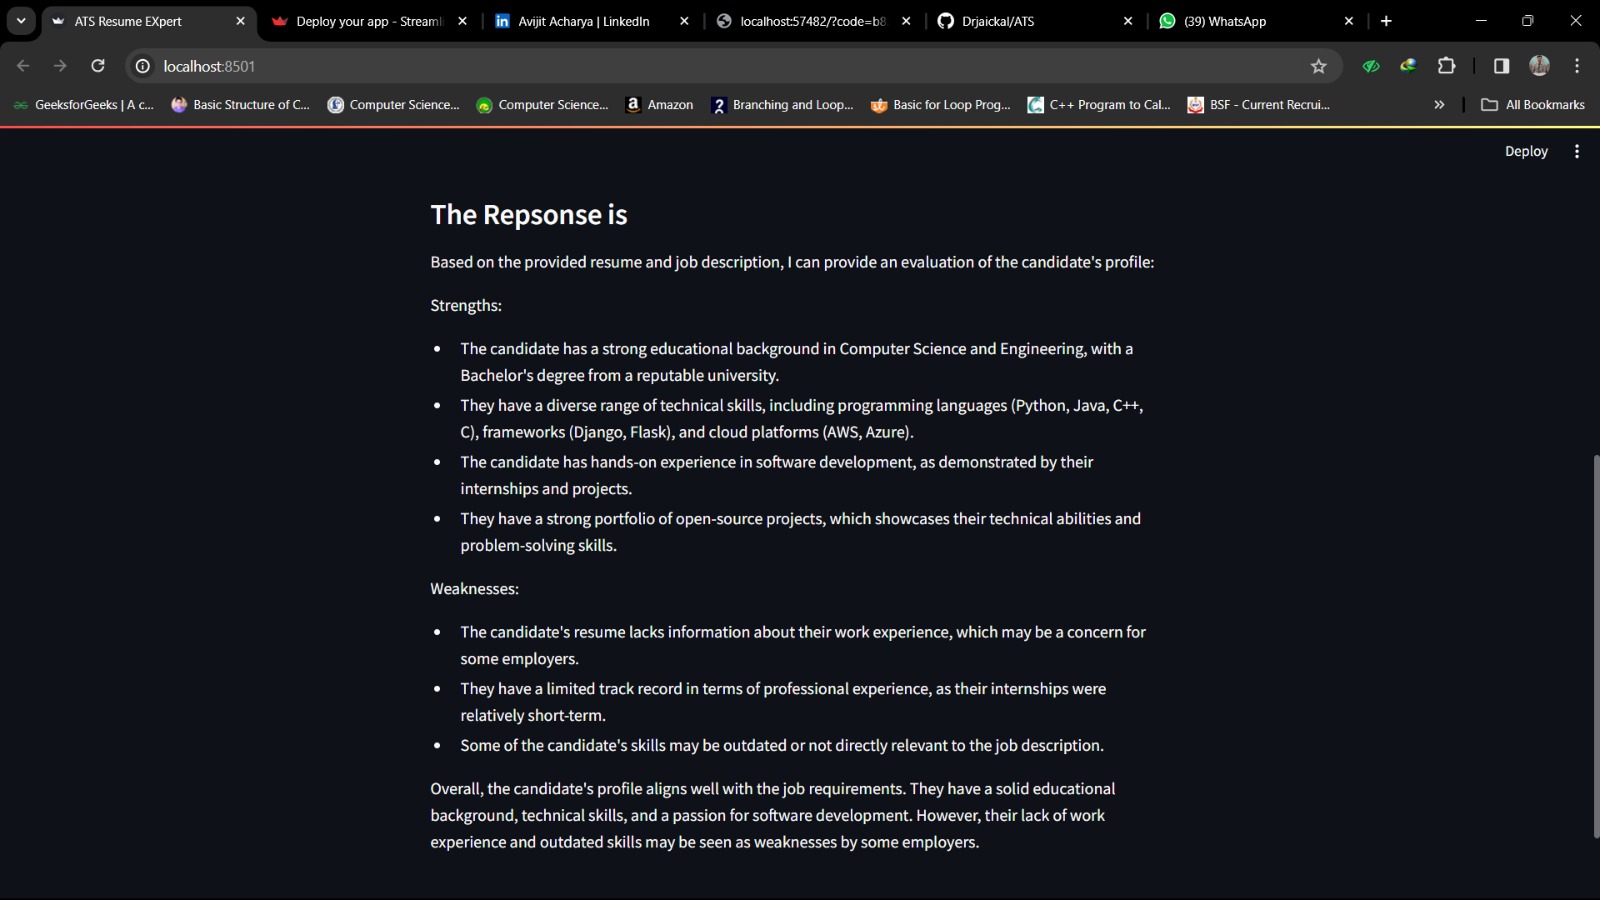 ATS Resume EXpert
Deploy your app - Streamli
Avijit Acharya | LinkedIn
localhost:57482/?code=b8
Drjaickal/ATS
(39) WhatsApp
localhost:8501
GeeksforGeeks | A c...
Basic Structure of C...
Computer Science...
Computer Science...
Amazon
Branching and Loop...
Basic for Loop Prog...
C++ Program to Cal...
BSF - Current Recrui...
All Bookmarks
Deploy
The Repsonse is
Based on the provided resume and job description, I can provide an evaluation of the candidate's profile:
Strengths:
• The candidate has a strong educational background in Computer Science and Engineering, with a
Bachelor's degree from a reputable university.
• They have a diverse range of technical skills, including programming languages (Python, Java, C++,
C), frameworks (Django, Flask), and cloud platforms (AWS, Azure).
• The candidate has hands-on experience in software development, as demonstrated by their
internships and projects.
• They have a strong portfolio of open-source projects, which showcases their technical abilities and
problem-solving skills.
Weaknesses:
• The candidate's resume lacks information about their work experience, which may be a concern for
some employers.
• They have a limited track record in terms of professional experience, as their internships were
relatively short-term.
• Some of the candidate's skills may be outdated or not directly relevant to the job description.
Overall, the candidate's profile aligns well with the job requirements. They have a solid educational
background, technical skills, and a passion for software development. However, their lack of work
experience and outdated skills may be seen as weaknesses by some employers.